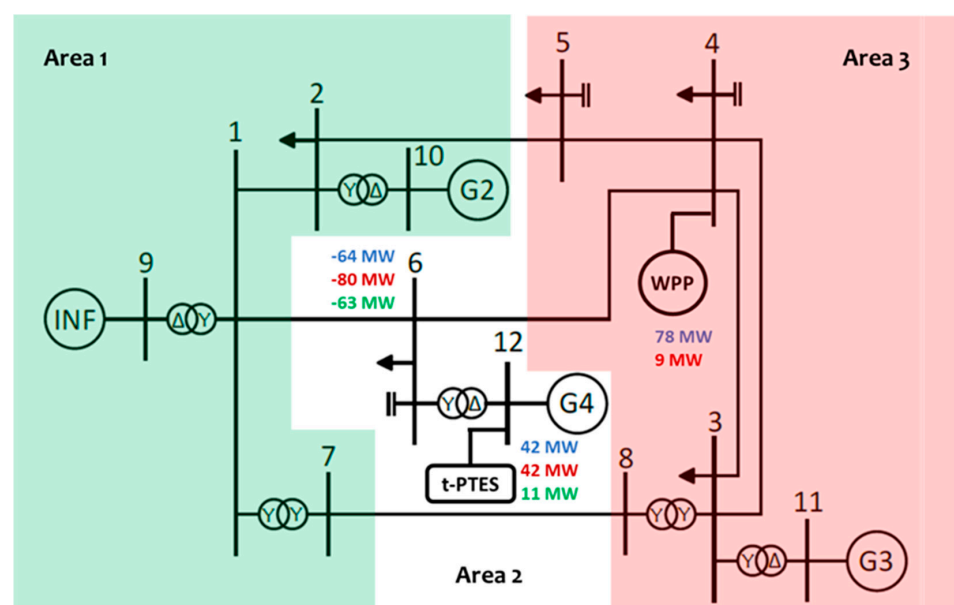 Area 1
5
4
Area 3
2
1
10
Y Δ
G2
-64 MW
-80 MW
-63 MW
6
9
WPP
INF
Δ Y
12
78 MW
9 MW
Y Δ
G4
3
42 MW
42 MW
11 MW
t-PTES
7
8
11
Y Y
Y Y
Y Δ
G3
Area 2